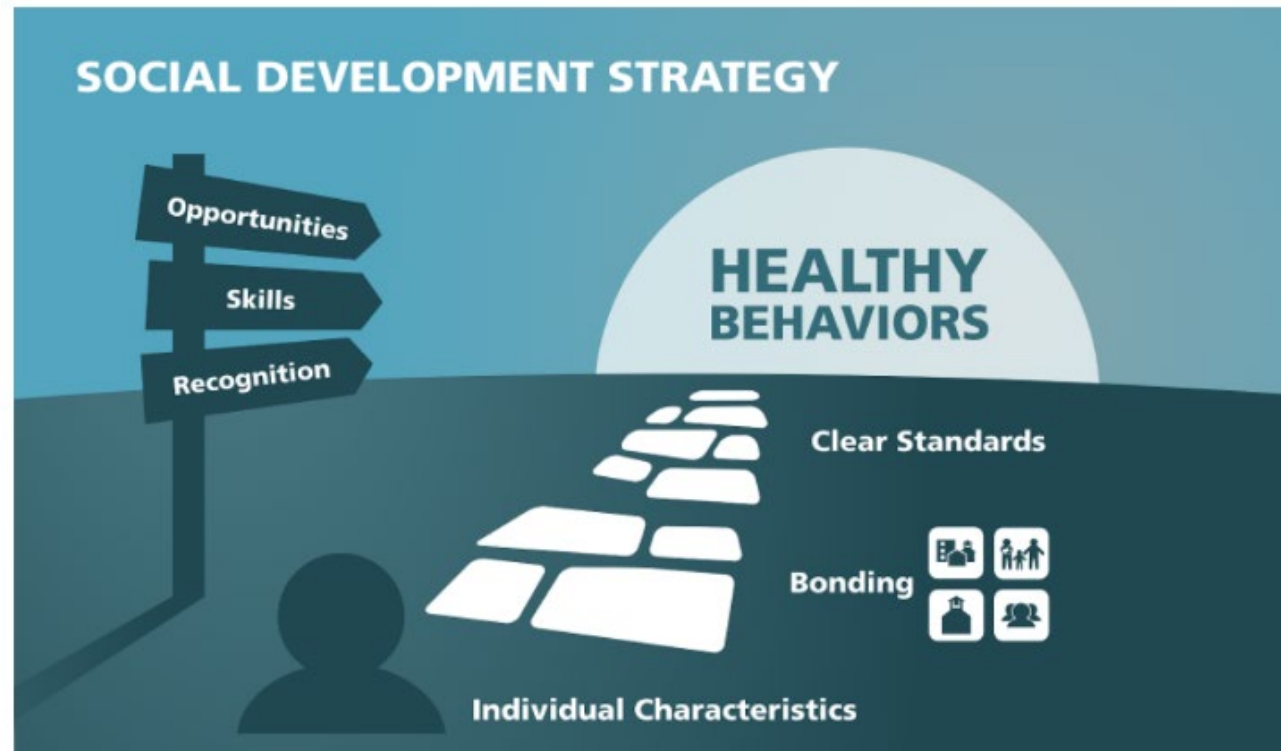 SOCIAL DEVELOPMENT STRATEGY
Opportunities
Skills
Recognition
HEALTHY
BEHAVIORS
Clear Standards
Bonding
Individual Characteristics